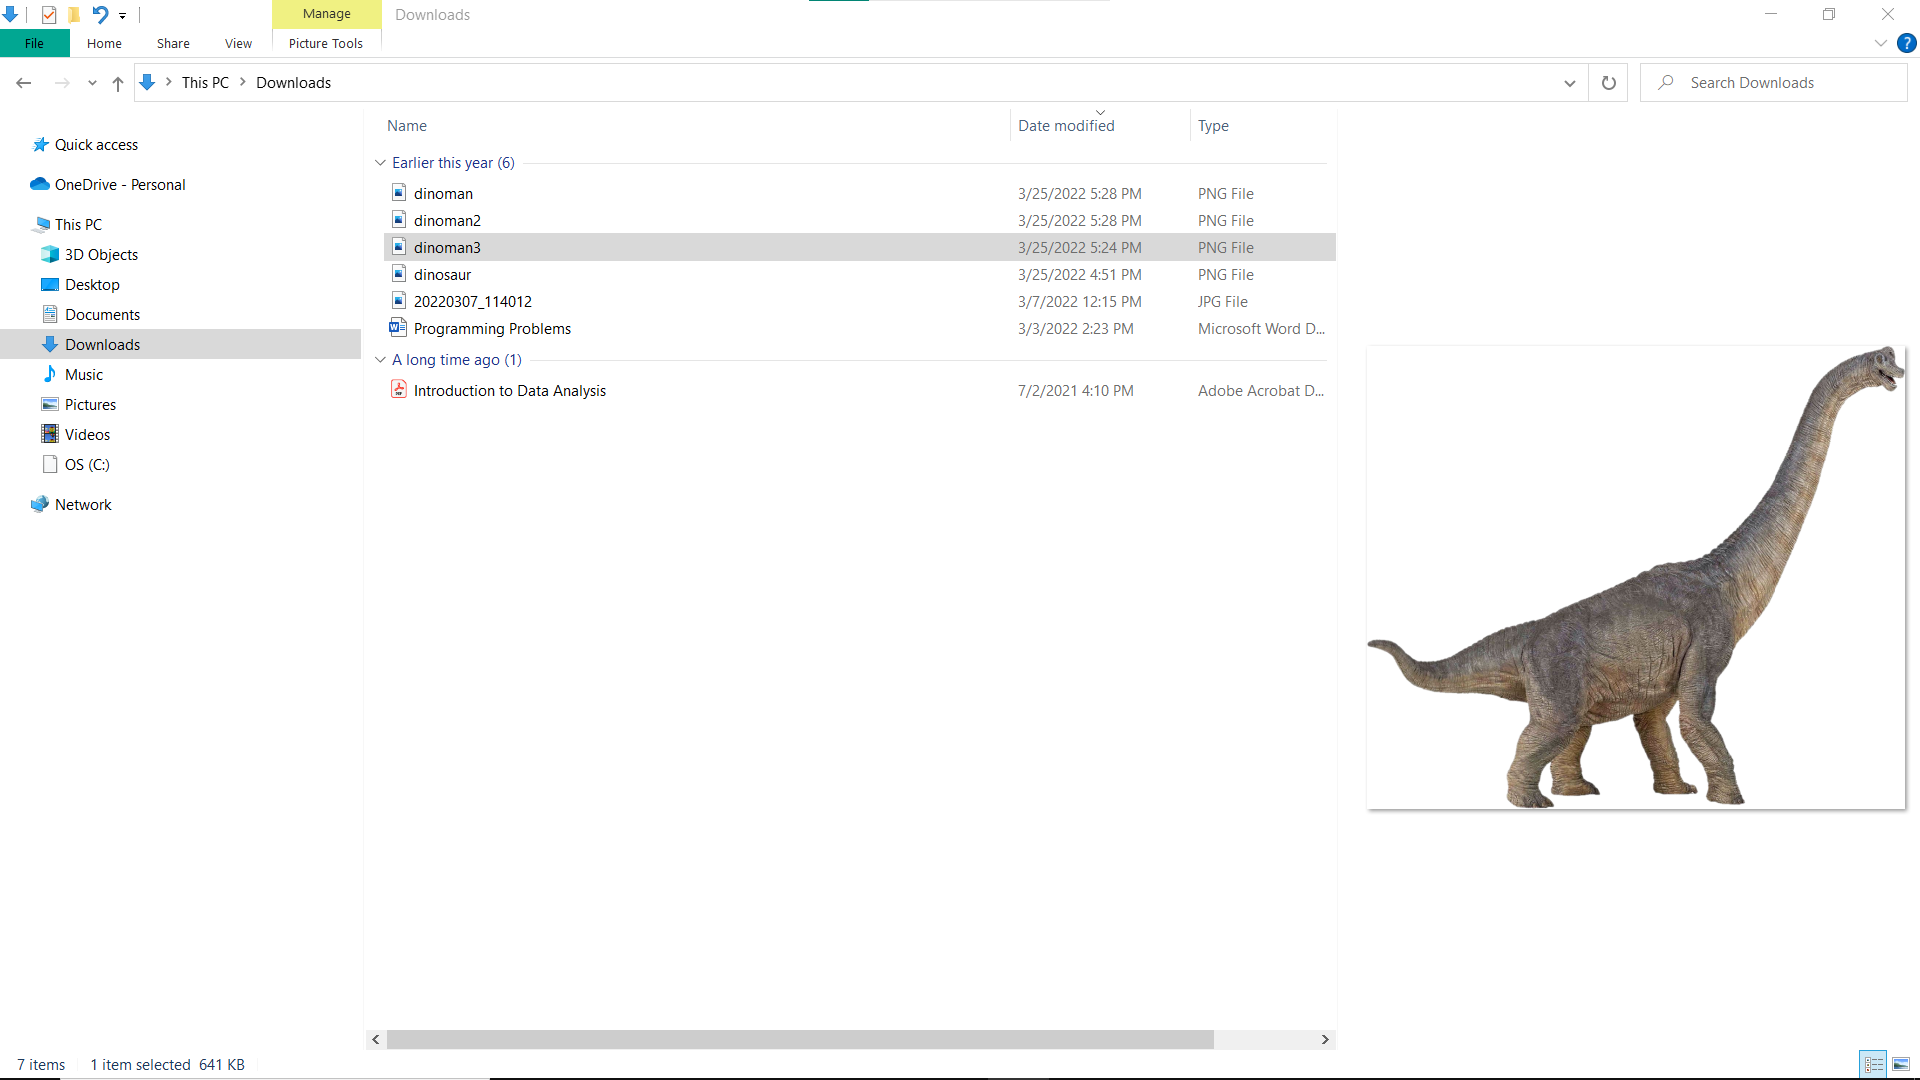 Manage
Downloads
File
Home
Share
View
Picture Tools
?
This PC
Downloads
Search Downloads
Quick access
OneDrive - Personal
This PC
3D Objects
Desktop
Documents
Downloads
Music
Pictures
Videos
OS (C:)
Network
Name
Date modified
Type
Earlier this year (6)
dinoman 3/25/2022 5:28 PM PNG File
dinoman2 3/25/2022 5:28 PM PNG File
dinoman3 3/25/2022 5:24 PM PNG File
dinosaur 3/25/2022 4:51 PM PNG File
20220307_114012 3/7/2022 12:15 PM JPG File
Programming Problems 3/3/2022 2:23 PM Microsoft Word D...
A long time ago (1)
Introduction to Data Analysis 7/2/2021 4:10 PM Adobe Acrobat D...
7 items
1 item selected 641 KB